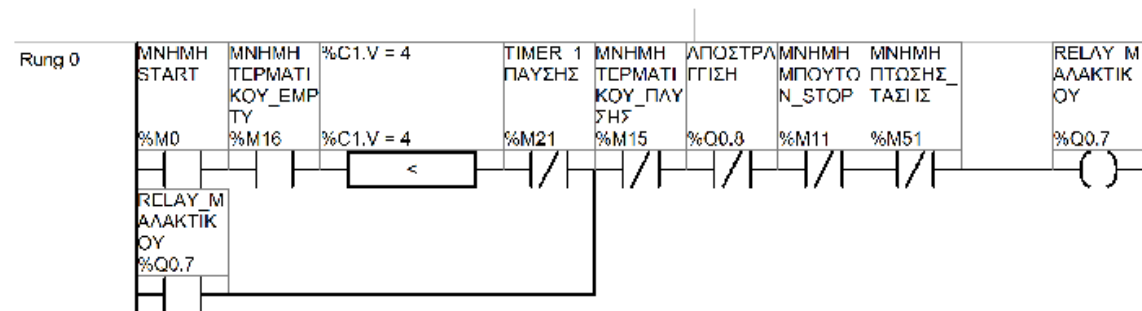 Rung 0
ΜΝΗΜΗ
START
%M0
ΜΝΗΜΗ
ΤΕΡΜΑΤΙ
ΚΟΥ_EMP
TY
%M16
%C1.V = 4
%C1.V = 4
<
TIMER_1
ΠΑΥΣΗΣ
%M21
ΜΝΗΜΗ
ΤΕΡΜΑΤΙ
ΚΟΥ_ΠΛΥ
ΣΗΣ
%M15
ΑΠΟΣΤΡΑ
ΓΓΙΣΗ
%Q0.8
ΜΝΗΜΗ
ΜΠΟΥΤΟ
Ν_STOP
%M11
ΜΝΗΜΗ
ΠΤΩΣΗΣ_
ΤΑΣΗΣ
%M51
RELAY_M
ΑΛΑΚΤΙΚ
ΟΥ
%Q0.7
RELAY_M
ΑΛΑΚΤΙΚ
ΟΥ
%Q0.7